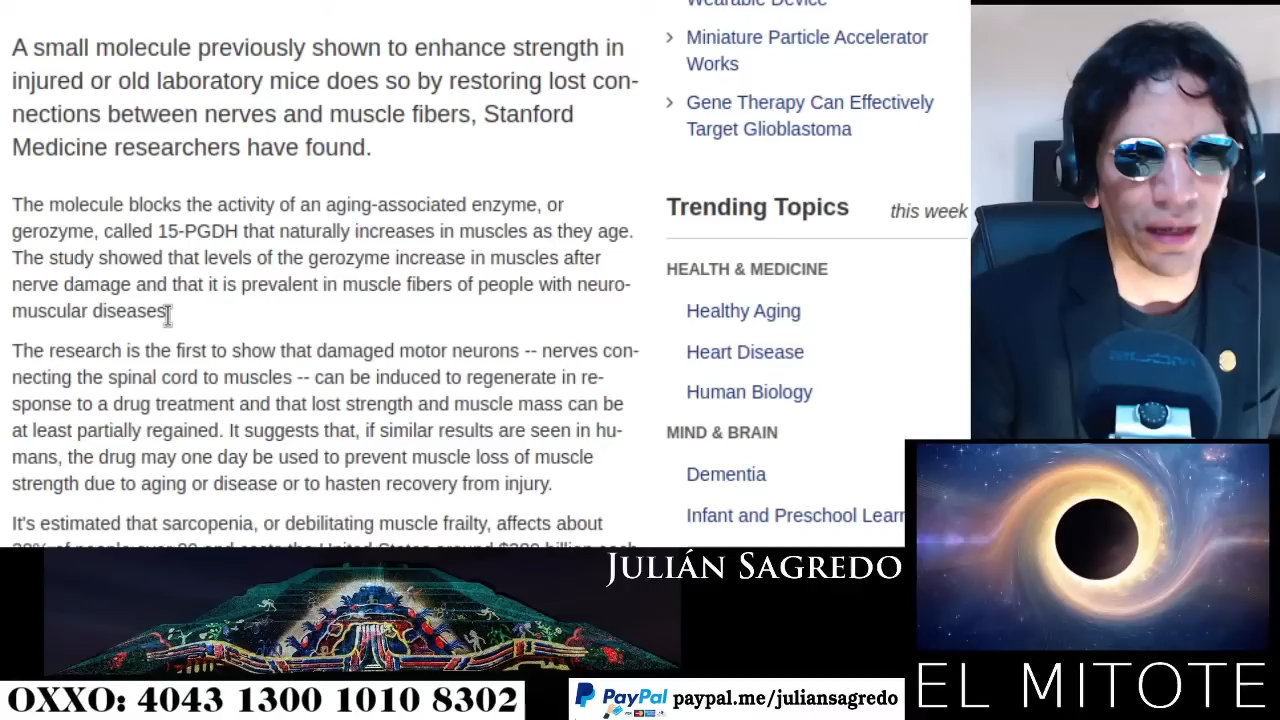 A small molecule previously shown to enhance strength in
injured or old laboratory mice does so by restoring lost con-
nections between nerves and muscle fibers, Stanford
Medicine researchers have found.
The molecule blocks the activity of an aging-associated enzyme, or
gerozyme, called 15-PGDH that naturally increases in muscles as they age.
The study showed that levels of the gerozyme increase in muscles after
nerve damage and that it is prevalent in muscle fibers of people with neuro-
muscular diseases.
The research is the first to show that damaged motor neurons -- nerves con-
necting the spinal cord to muscles -- can be induced to regenerate in re-
sponse to a drug treatment and that lost strength and muscle mass can be
at least partially regained. It suggests that, if similar results are seen in hu-
mans, the drug may one day be used to prevent muscle loss of muscle
strength due to aging or disease or to hasten recovery from injury.
It's estimated that sarcopenia, or debilitating muscle frailty, affects about
Wearable Device
Miniature Particle Accelerator
Works
Gene Therapy Can Effectively
Target Glioblastoma
Trending Topics this week
HEALTH & MEDICINE
Healthy Aging
Heart Disease
Human Biology
MIND & BRAIN
Dementia
Infant and Preschool Learn
JULIÁN SAGREDO
OXXO: 4043 1300 1010 8302
PayPal paypal.me/juliansagredo
EL MITOTE